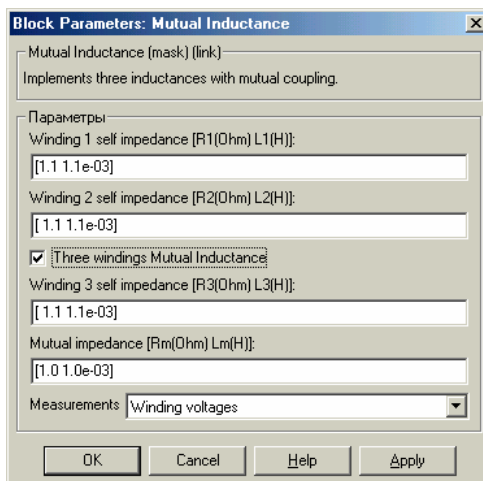 Block Parameters: Mutual Inductance
Mutual Inductance (mask) (link)
Implements three inductances with mutual coupling.
Параметры
Winding 1 self impedance [R1(Ohm) L1(H)]:
[1.1 1.1e-03]
Winding 2 self impedance [R2(Ohm) L2(H)]:
[ 1.1 1.1e-03]
Three windings Mutual Inductance
Winding 3 self impedance [R3(Ohm) L3(H)]:
[ 1.1 1.1e-03]
Mutual impedance [Rm(Ohm) Lm(H)]:
[1.0 1.0e-03]
Measurements Winding voltages
OK Cancel Help Apply